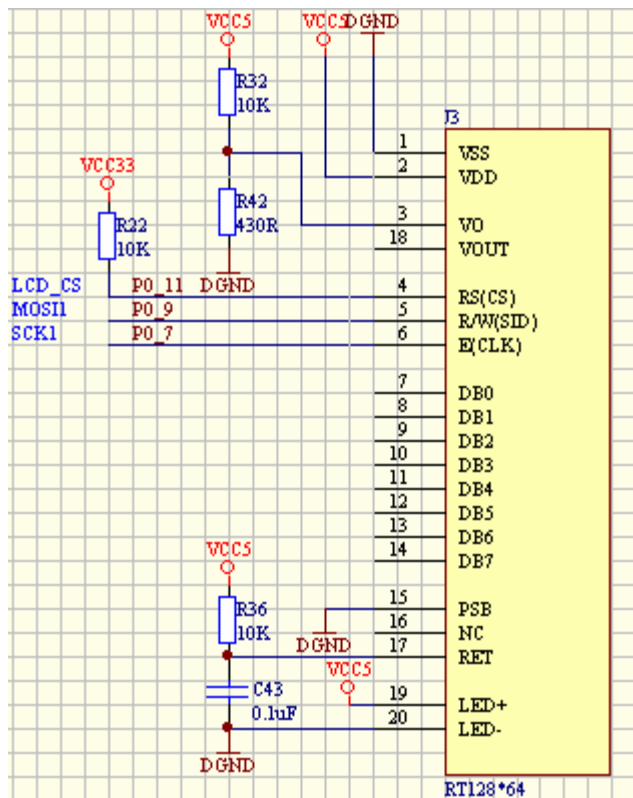 VCC5
VCC5
DGND
R32
10K
J3
1
VSS
2
VDD
VCC33
R42
430R
3
VO
18
VOUT
R22
10K
DGND
LCD_CS
P0_11
4
RS(CS)
MOSI1
P0_9
5
R/W(SID)
SCK1
P0_7
6
E(CLK)
7
DB0
8
DB1
9
DB2
10
DB3
11
DB4
12
DB5
13
DB6
14
DB7
VCC5
R36
10K
15
PSB
16
NC
DGND
17
RET
VCC5
C43
0.1uF
19
LED+
20
LED-
DGND
RT128*64